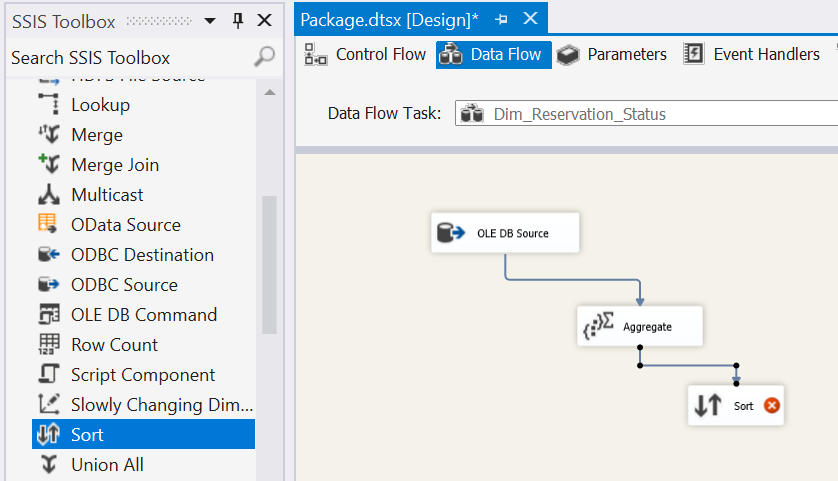 SSIS Toolbox
Search SSIS Toolbox
Lookup
Merge
Merge Join
Multicast
OData Source
ODBC Destination
ODBC Source
OLE DB Command
Row Count
Script Component
Slowly Changing Dim...
Sort
Union All
Package.dtsx [Design]*
Control Flow Data Flow Parameters Event Handlers
Data Flow Task: Dim_Reservation_Status
OLE DB Source
Aggregate
Sort